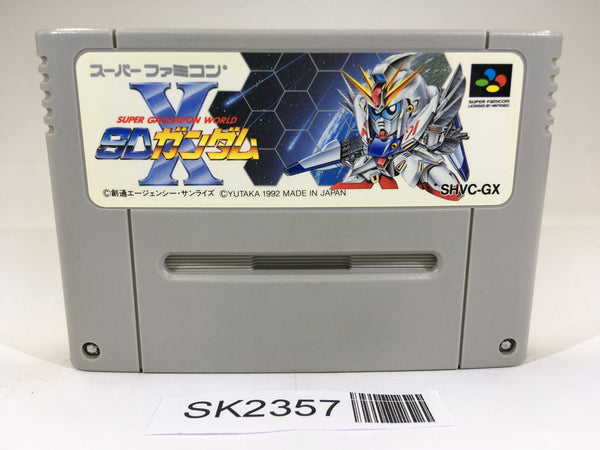 スーパーファミコン
X
SUPER GACHAPON WORLD
SDガンダム
©創通エージェンシー・サンライズ ©YUTAKA 1992 MADE IN JAPAN
SUPER FAMICOM
LICENSED BY NINTENDO
SHVC-GX
SK2357